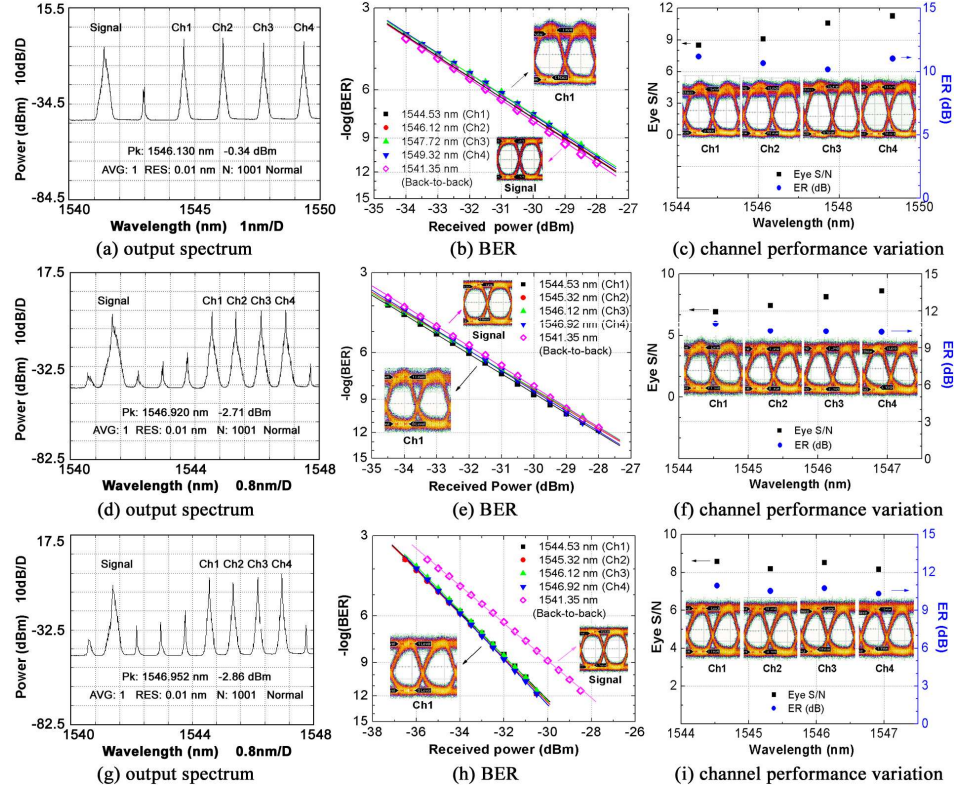 15.5
-34.5
-84.5
Power (dBm) 10dB/D
Signal
Ch1
Ch2
Ch3
Ch4
Pk: 1546.130 nm -0.34 dBm
AVG: 1 RES: 0.01 nm N: 1001 Normal
1540
1545
1550
Wavelength (nm) 1nm/D
(a) output spectrum
3
6
9
12
15
-log(BER)
Ch1
1544.53 nm (Ch1)
1546.12 nm (Ch2)
1547.72 nm (Ch3)
1549.32 nm (Ch4)
1541.35 nm
(Back-to-back)
Signal
-35 -34 -33 -32 -31 -30 -29 -28 -27
Received power (dBm)
(b) BER
12
9
6
3
0
Eye S/N
15
10
5
0
ER (dB)
Ch1 Ch2 Ch3 Ch4
Eye S/N
ER (dB)
1544 1546 1548 1550
Wavelength (nm)
(c) channel performance variation
17.5
-32.5
-82.5
Power (dBm) 10dB/D
Signal
Ch1 Ch2 Ch3 Ch4
Pk: 1546.920 nm -2.71 dBm
AVG: 1 RES: 0.01 nm N: 1001 Normal
1540
1544
1548
Wavelength (nm) 0.8nm/D
(d) output spectrum
3
6
9
12
15
-log(BER)
Signal
1544.53 nm (Ch1)
1545.32 nm (Ch2)
1546.12 nm (Ch3)
1546.92 nm (Ch4)
1541.35 nm
(Back-to-back)
Ch1
-35 -34 -33 -32 -31 -30 -29 -28 -27
Received Power (dBm)
(e) BER
10
5
0
Eye S/N
15
12
9
6
3
0
ER (dB)
Ch1 Ch2 Ch3 Ch4
Eye S/N
ER (dB)
1544 1545 1546 1547
Wavelength (nm)
(f) channel performance variation
17.5
-32.5
-82.5
Power (dBm) 10dB/D
Signal
Ch1 Ch2 Ch3 Ch4
Pk: 1546.952 nm -2.86 dBm
AVG: 1 RES: 0.01 nm N: 1001 Normal
1540
1544
1548
Wavelength (nm) 0.8nm/D
(g) output spectrum
3
6
9
12
15
-log(BER)
1544.53 nm (Ch1)
1545.32 nm (Ch2)
1546.12 nm (Ch3)
1546.92 nm (Ch4)
1541.35 nm
(Back-to-back)
Ch1
Signal
-38 -36 -34 -32 -30 -28 -26
Received power (dBm)
(h) BER
10
8
6
4
2
Eye S/N
15
12
9
6
3
0
ER (dB)
Ch1 Ch2 Ch3 Ch4
Eye S/N
ER (dB)
1544 1545 1546 1547
Wavelength (nm)
(i) channel performance variation